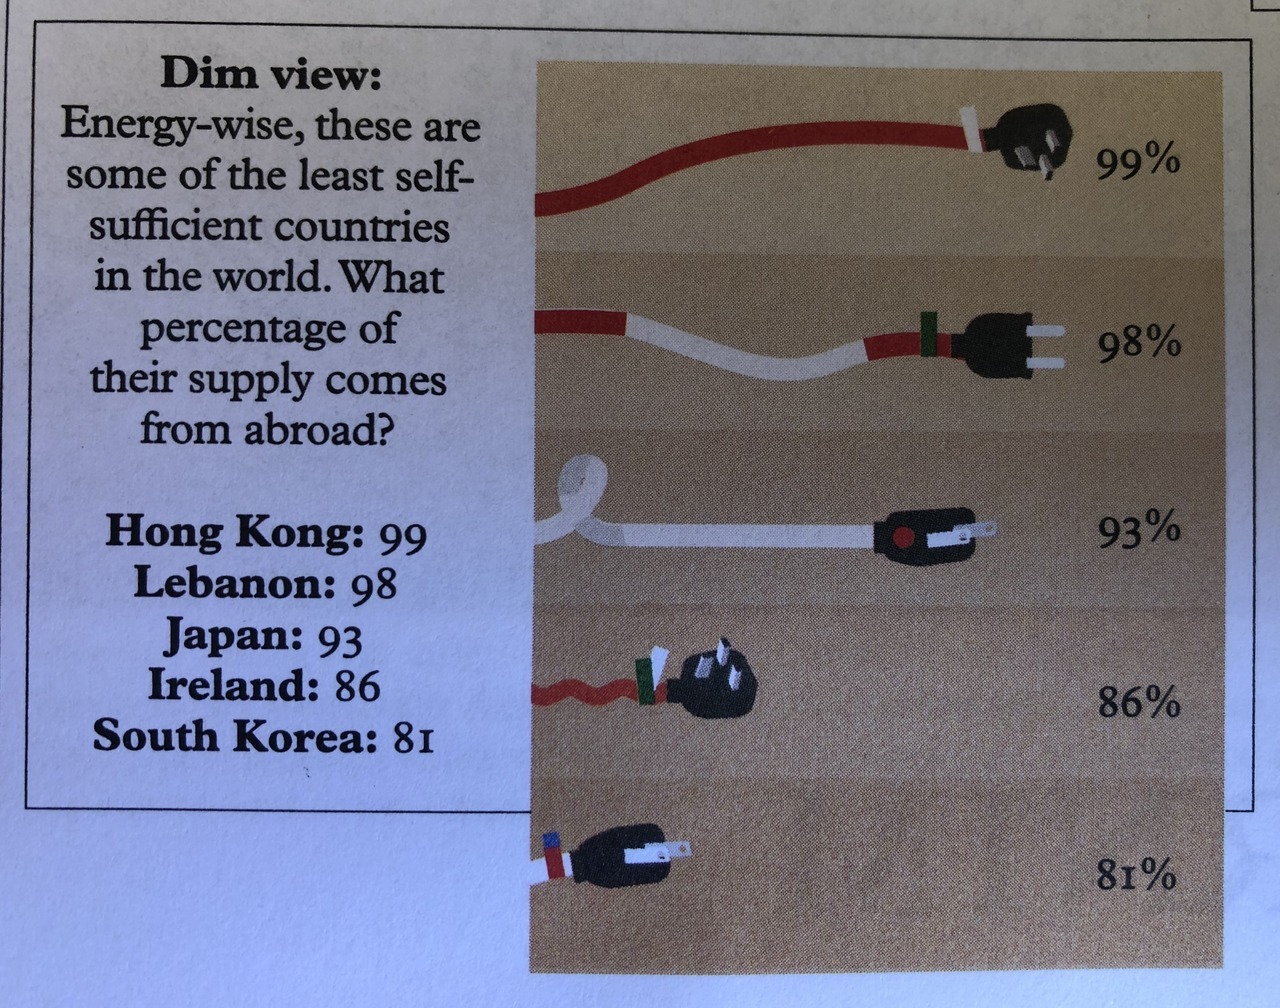 Dim view:
Energy-wise, these are
some of the least self-
sufficient countries
in the world. What
percentage of
their supply comes
from abroad?
Hong Kong: 99
Lebanon: 98
Japan: 93
Ireland: 86
South Korea: 81
99%
98%
93%
86%
81%